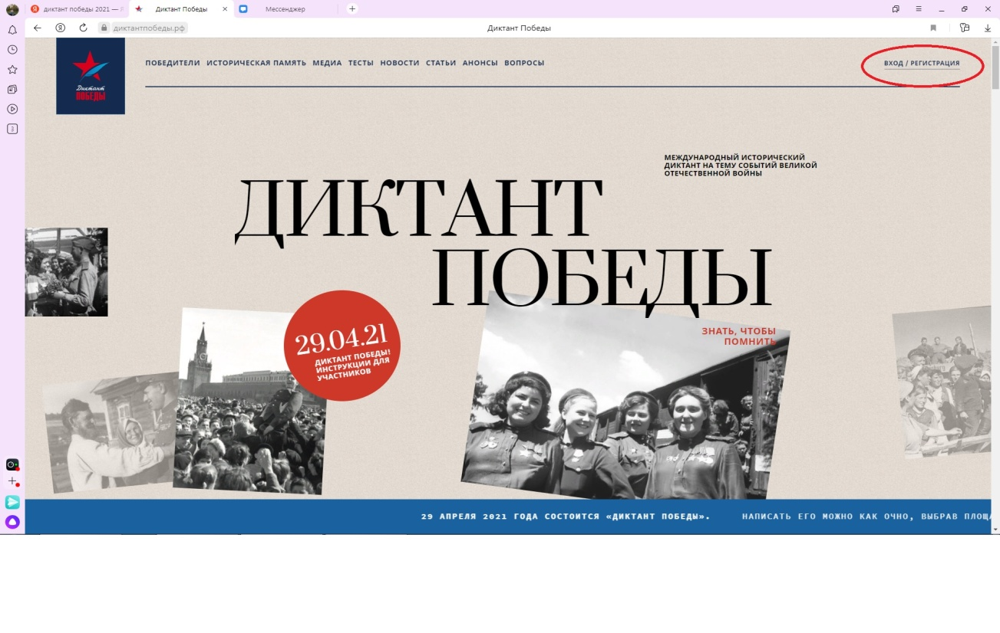 диктант победы 2021 — Я
Диктант Победы
Мессенджер
диктантпобеды.рф
Диктант Победы
3
Диктант
ПОБЕДЫ
ПОБЕДИТЕЛИ ИСТОРИЧЕСКАЯ ПАМЯТЬ МЕДИА ТЕСТЫ НОВОСТИ СТАТЬИ АНОНСЫ ВОПРОСЫ
ВХОД / РЕГИСТРАЦИЯ
МЕЖДУНАРОДНЫЙ ИСТОРИЧЕСКИЙ
ДИКТАНТ НА ТЕМУ СОБЫТИЙ ВЕЛИКОЙ
ОТЕЧЕСТВЕННОЙ ВОЙНЫ
ДИКТАНТ
ПОБЕДЫ
29.04.21
ДИКТАНТ ПОБЕДЫ!
ИНСТРУКЦИИ ДЛЯ
УЧАСТНИКОВ
ЗНАТЬ, ЧТОБЫ
ПОМНИТЬ
29 АПРЕЛЯ 2021 ГОДА СОСТОИТСЯ «ДИКТАНТ ПОБЕДЫ». НАПИСАТЬ ЕГО МОЖНО КАК ОЧНО, ВЫБРАВ ПЛОЩА